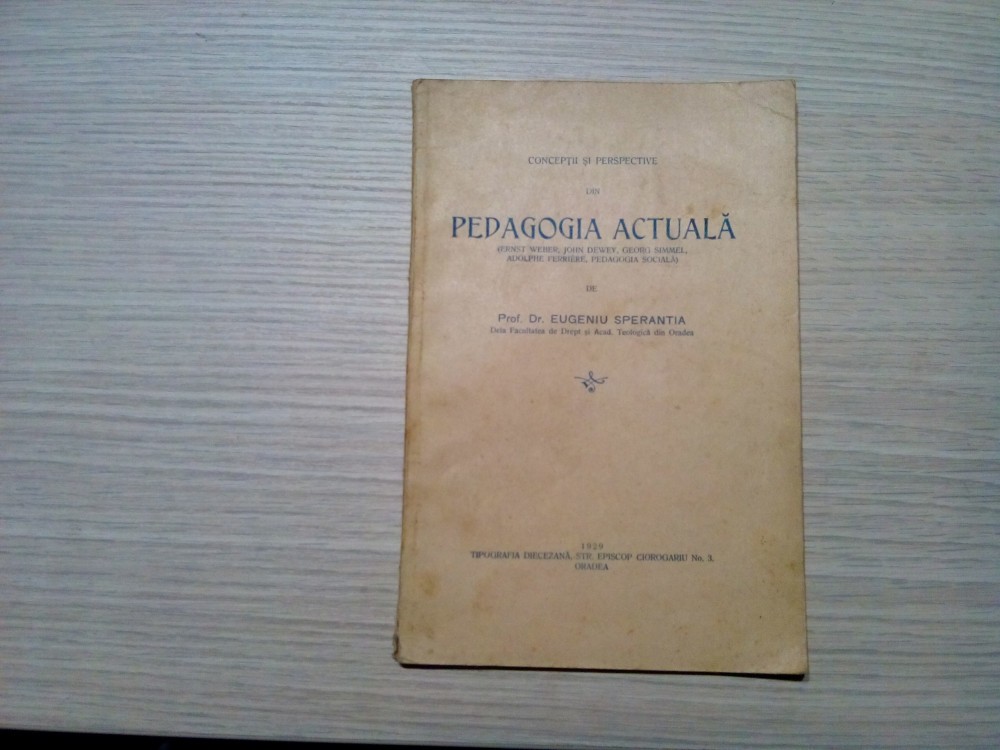 CONCEPȚII ȘI PERSPECTIVE
DIN
PEDAGOGIA ACTUALĂ
(ERNST WEBER, JOHN DEWEY, GEORG SIMMEL,
ADOLPHE FERRIERE, PEDAGOGIA SOCIALĂ)
DE
Prof. Dr. EUGENIU SPERANTIA
Dela Facultatea de Drept și Acad. Teologică din Oradea
1929
TIPOGRAFIA DIECEZANĂ, STR. EPISCOP CIOROGARIU No. 3.
ORADEA